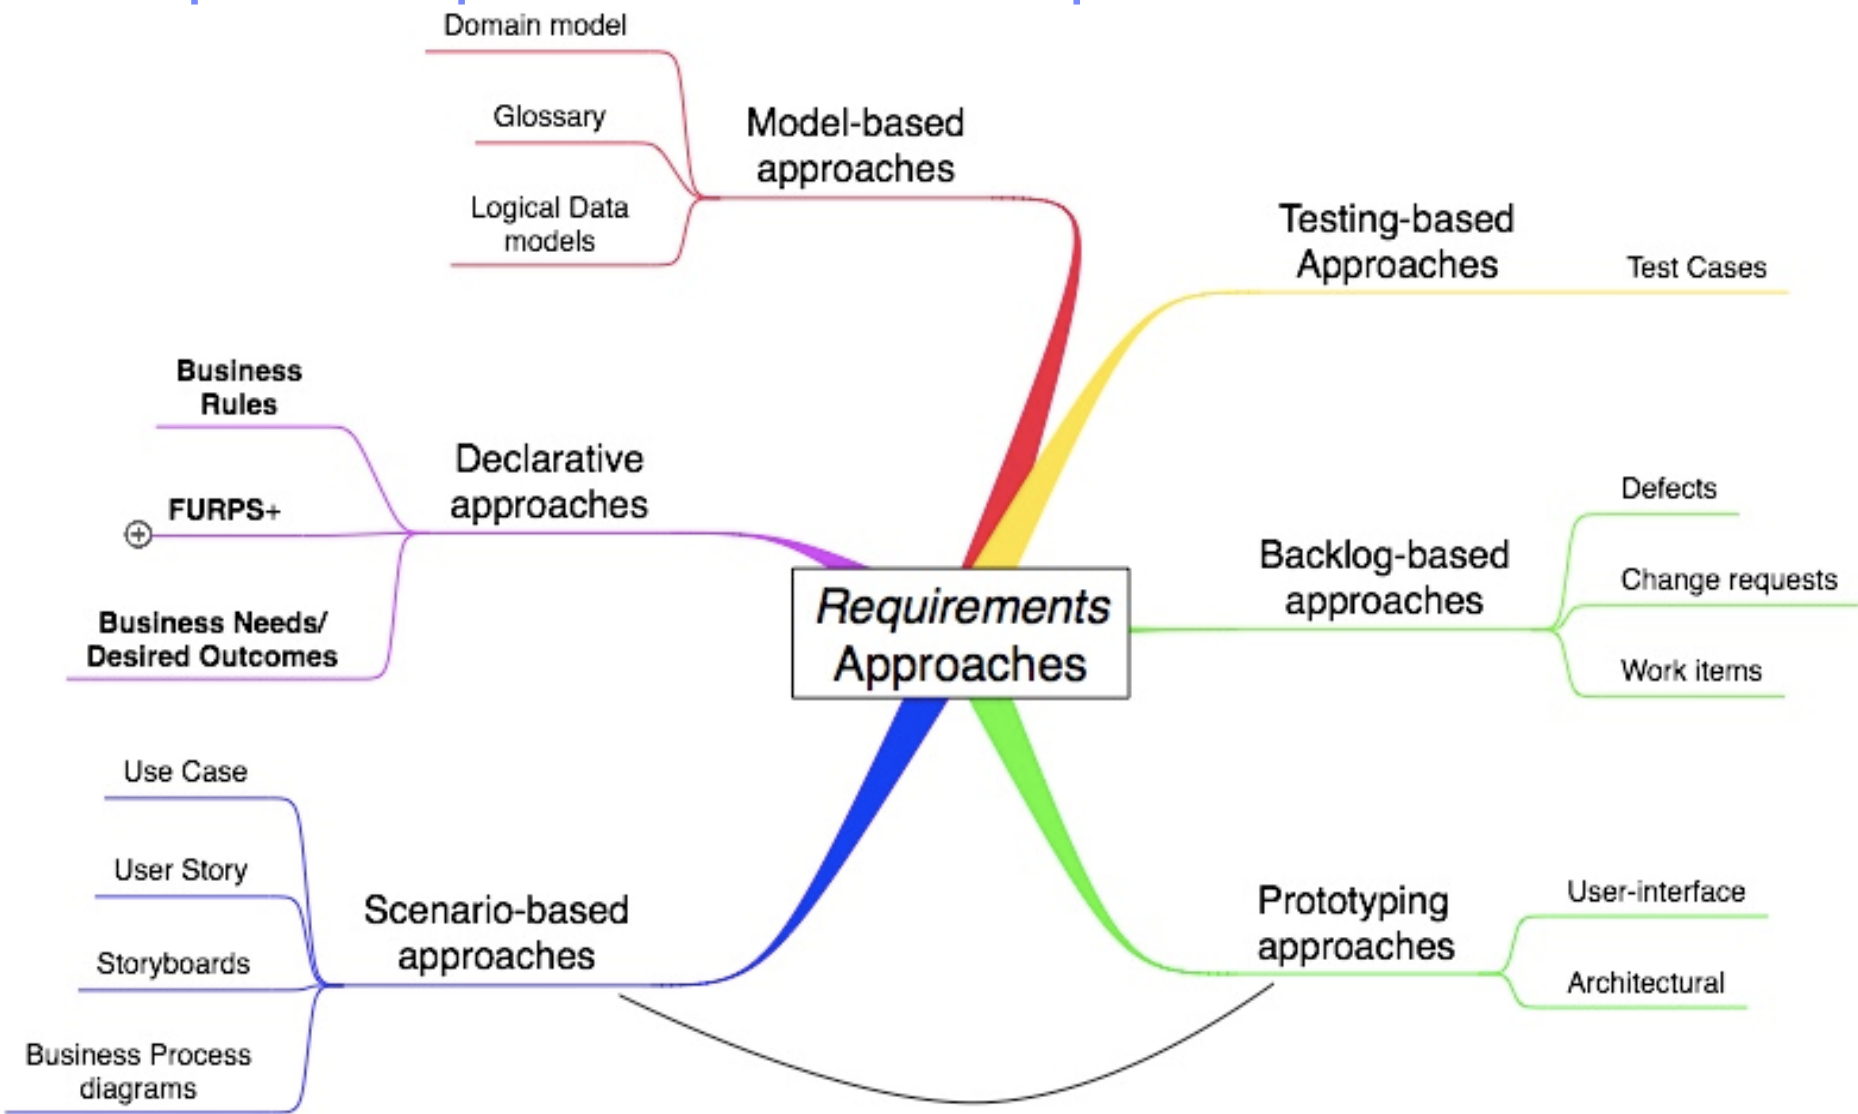 Domain model
Glossary
Logical Data
models
Model-based
approaches
Testing-based
Approaches
Test Cases
Business
Rules
FURPS+
Business Needs/
Desired Outcomes
Declarative
approaches
Requirements
Approaches
Backlog-based
approaches
Defects
Change requests
Work items
Use Case
User Story
Storyboards
Business Process
diagrams
Scenario-based
approaches
Prototyping
approaches
User-interface
Architectural